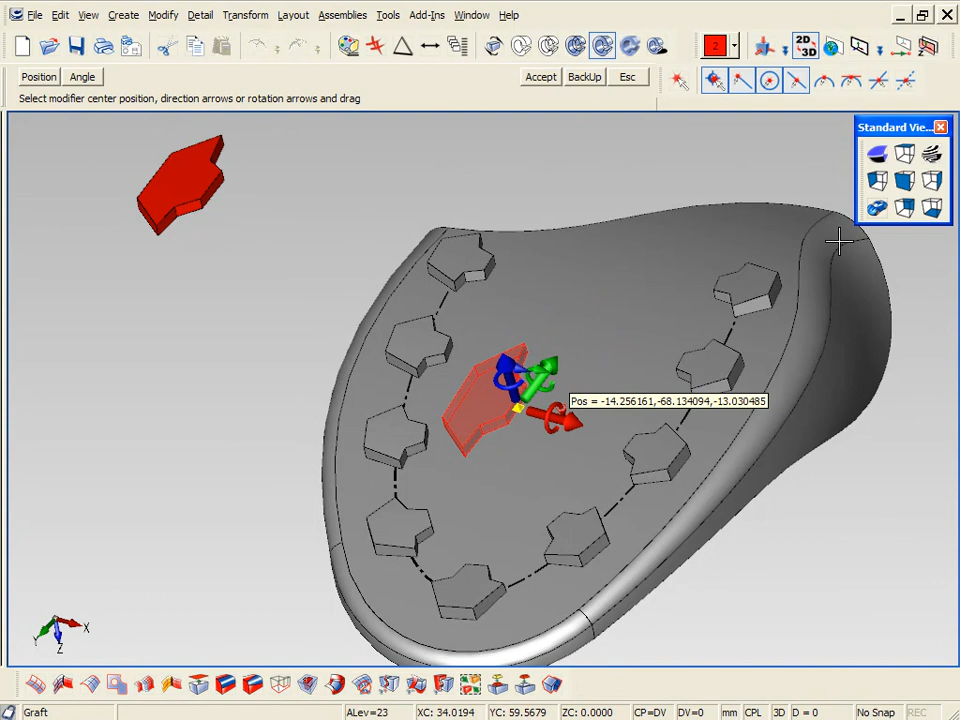 File Edit View Create Modify Detail Transform Layout Assemblies Tools Add-Ins Window Help
2 2D 3D
Position Angle Accept BackUp Esc
Select modifier center position, direction arrows or rotation arrows and drag
Standard Vie...
Pos = -14.256161,-68.134094,-13.030485
X
Y
Z
Graft ALev=23 XC: 34.0194 YC: 59.5679 ZC: 0.0000 CP=DV DV=0 mm CPL 3D D = 0 No Snap REC